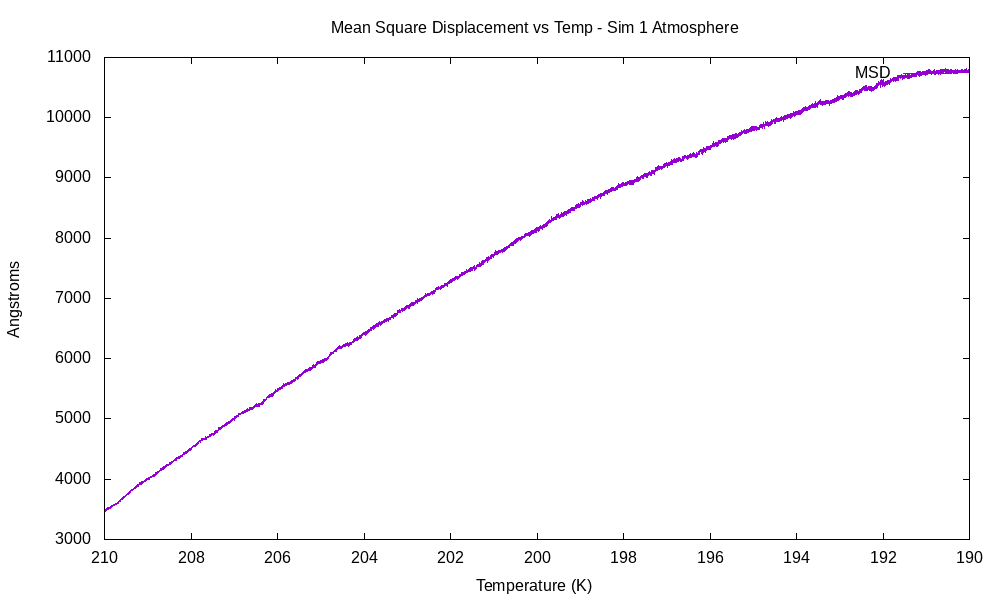 Mean Square Displacement vs Temp - Sim 1 Atmosphere
11000
MSD
10000
9000
8000
7000
6000
5000
4000
3000
Angstroms
210 208 206 204 202 200 198 196 194 192 190
Temperature (K)